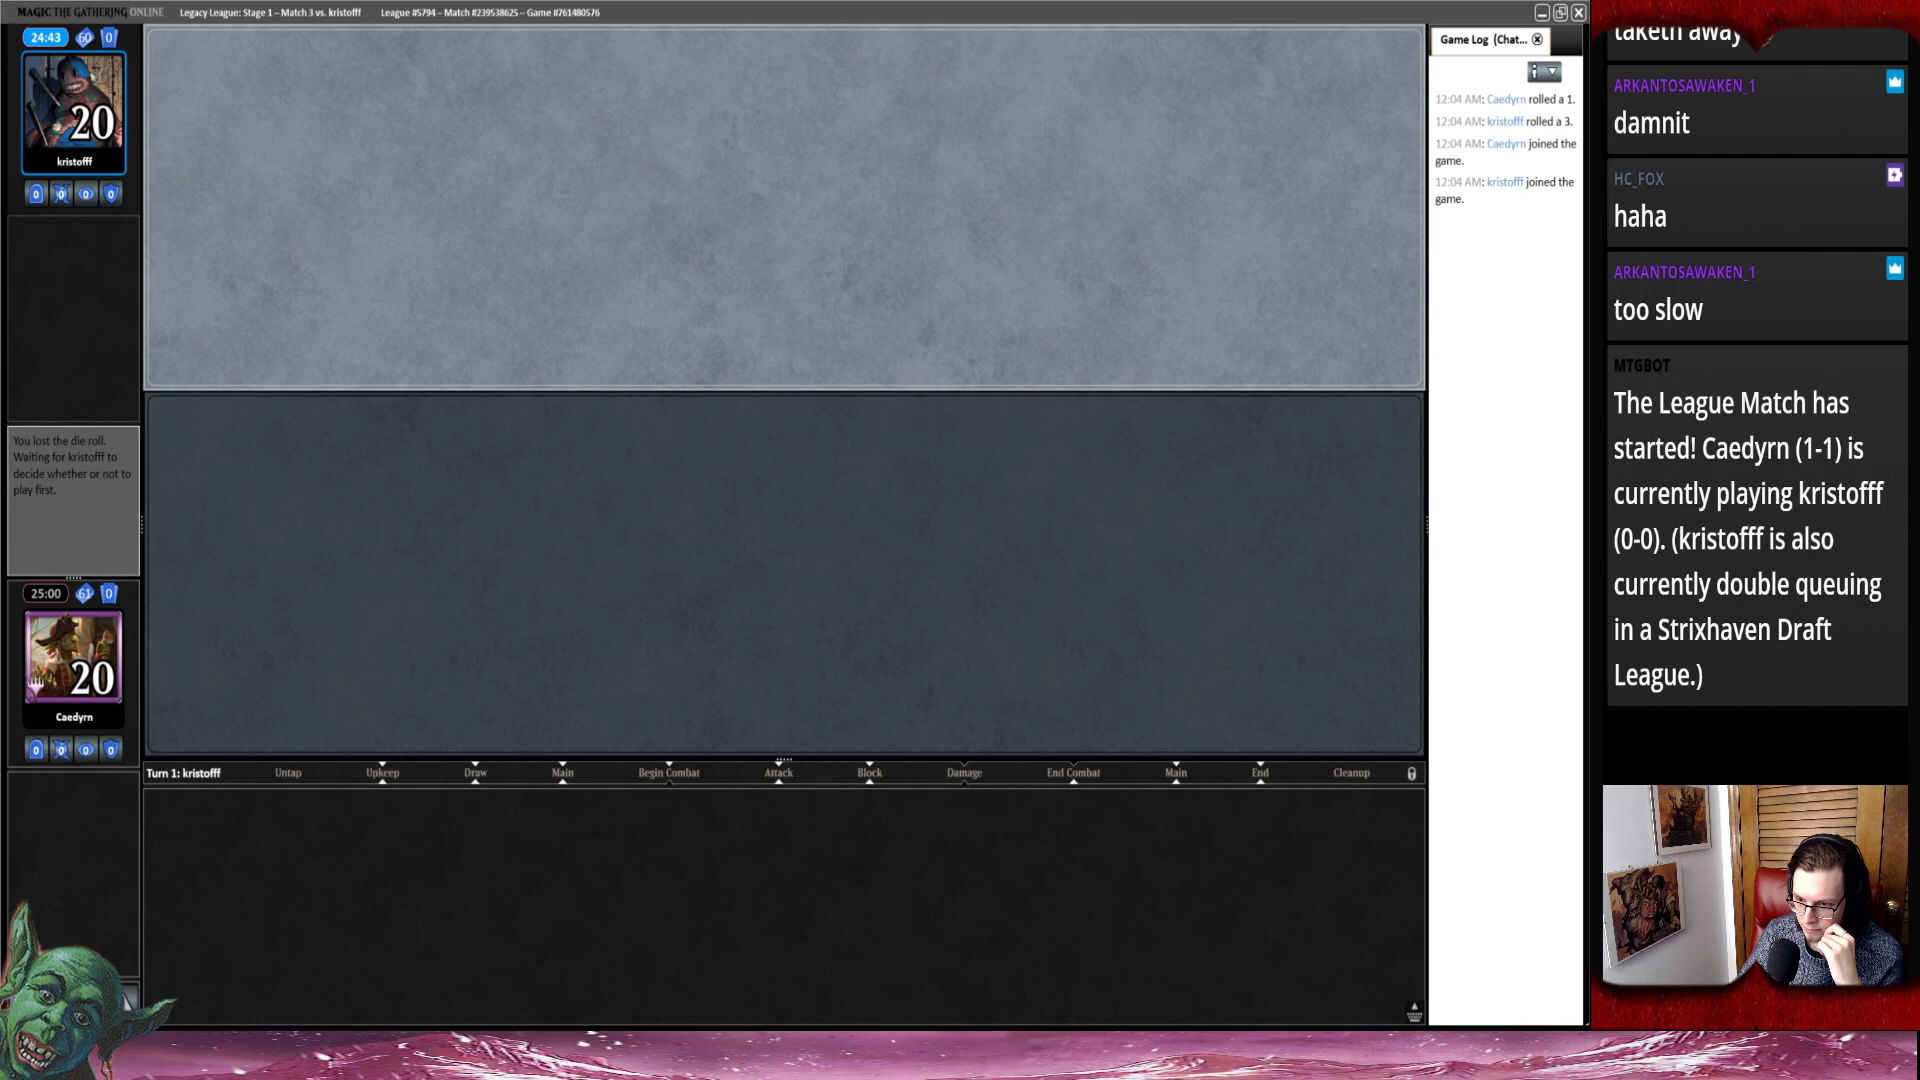 MAGIC THE GATHERING ONLINE
Legacy League: Stage 1 – Match 3 vs. kristofff
League #5794 – Match #239538625 – Game #761480576
24:43
60
0
20
kristofff
0
0
0
0
You lost the die roll.
Waiting for kristofff to
decide whether or not to
play first.
25:00
61
0
20
Caedyrn
0
0
0
0
Turn 1: kristofff
Untap
Upkeep
Draw
Main
Begin Combat
Attack
Block
Damage
End Combat
Main
End
Cleanup
Game Log (Chat...
12:04 AM: Caedyrn rolled a 1.
12:04 AM: kristofff rolled a 3.
12:04 AM: Caedyrn joined the
game.
12:04 AM: kristofff joined the
game.
taketh away
ARKANTOSAWAKEN_1
damnit
HC_FOX
haha
ARKANTOSAWAKEN_1
too slow
MTGBOT
The League Match has
started! Caedyrn (1-1) is
currently playing kristofff
(0-0). (kristofff is also
currently double queuing
in a Strixhaven Draft
League.)